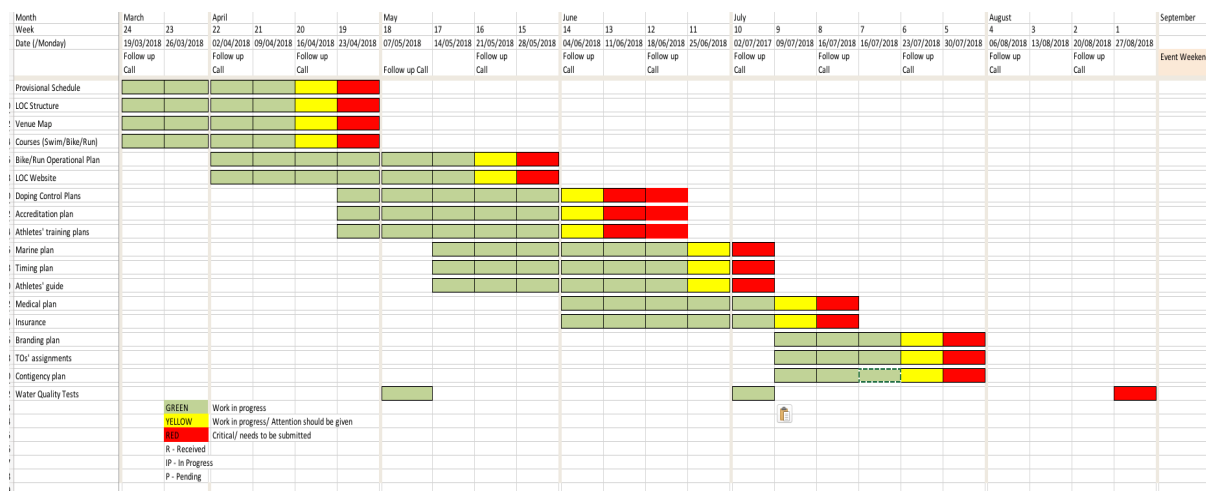 Month March April May June July August September
Week 24 23 22 21 20 19 18 17 16 15 14 13 12 11 10 9 8 7 6 5 4 3 2 1
Date (/Monday) 19/03/2018 26/03/2018 02/04/2018 09/04/2018 16/04/2018 23/04/2018 07/05/2018 14/05/2018 21/05/2018 28/05/2018 04/06/2018 11/06/2018 18/06/2018 25/06/2018 02/07/2017 09/07/2018 16/07/2018 16/07/2018 23/07/2018 30/07/2018 06/08/2018 13/08/2018 20/08/2018 27/08/2018
Follow up Follow up Follow up Follow up Follow up Follow up Follow up Follow up Follow up Follow up Follow up Event Weeken
Call Call Call Follow up Call Call Call Call Call Call Call Call Call
Provisional Schedule
LOC Structure
Venue Map
Courses (Swim/Bike/Run)
Bike/Run Operational Plan
LOC Website
Doping Control Plans
Accreditation plan
Athletes' training plans
Marine plan
Timing plan
Athletes' guide
Medical plan
Insurance
Branding plan
TOs' assignments
Contigency plan
Water Quality Tests
GREEN Work in progress
YELLOW Work in progress/ Attention should be given
RED Critical/ needs to be submitted
R - Received
IP - In Progress
P - Pending